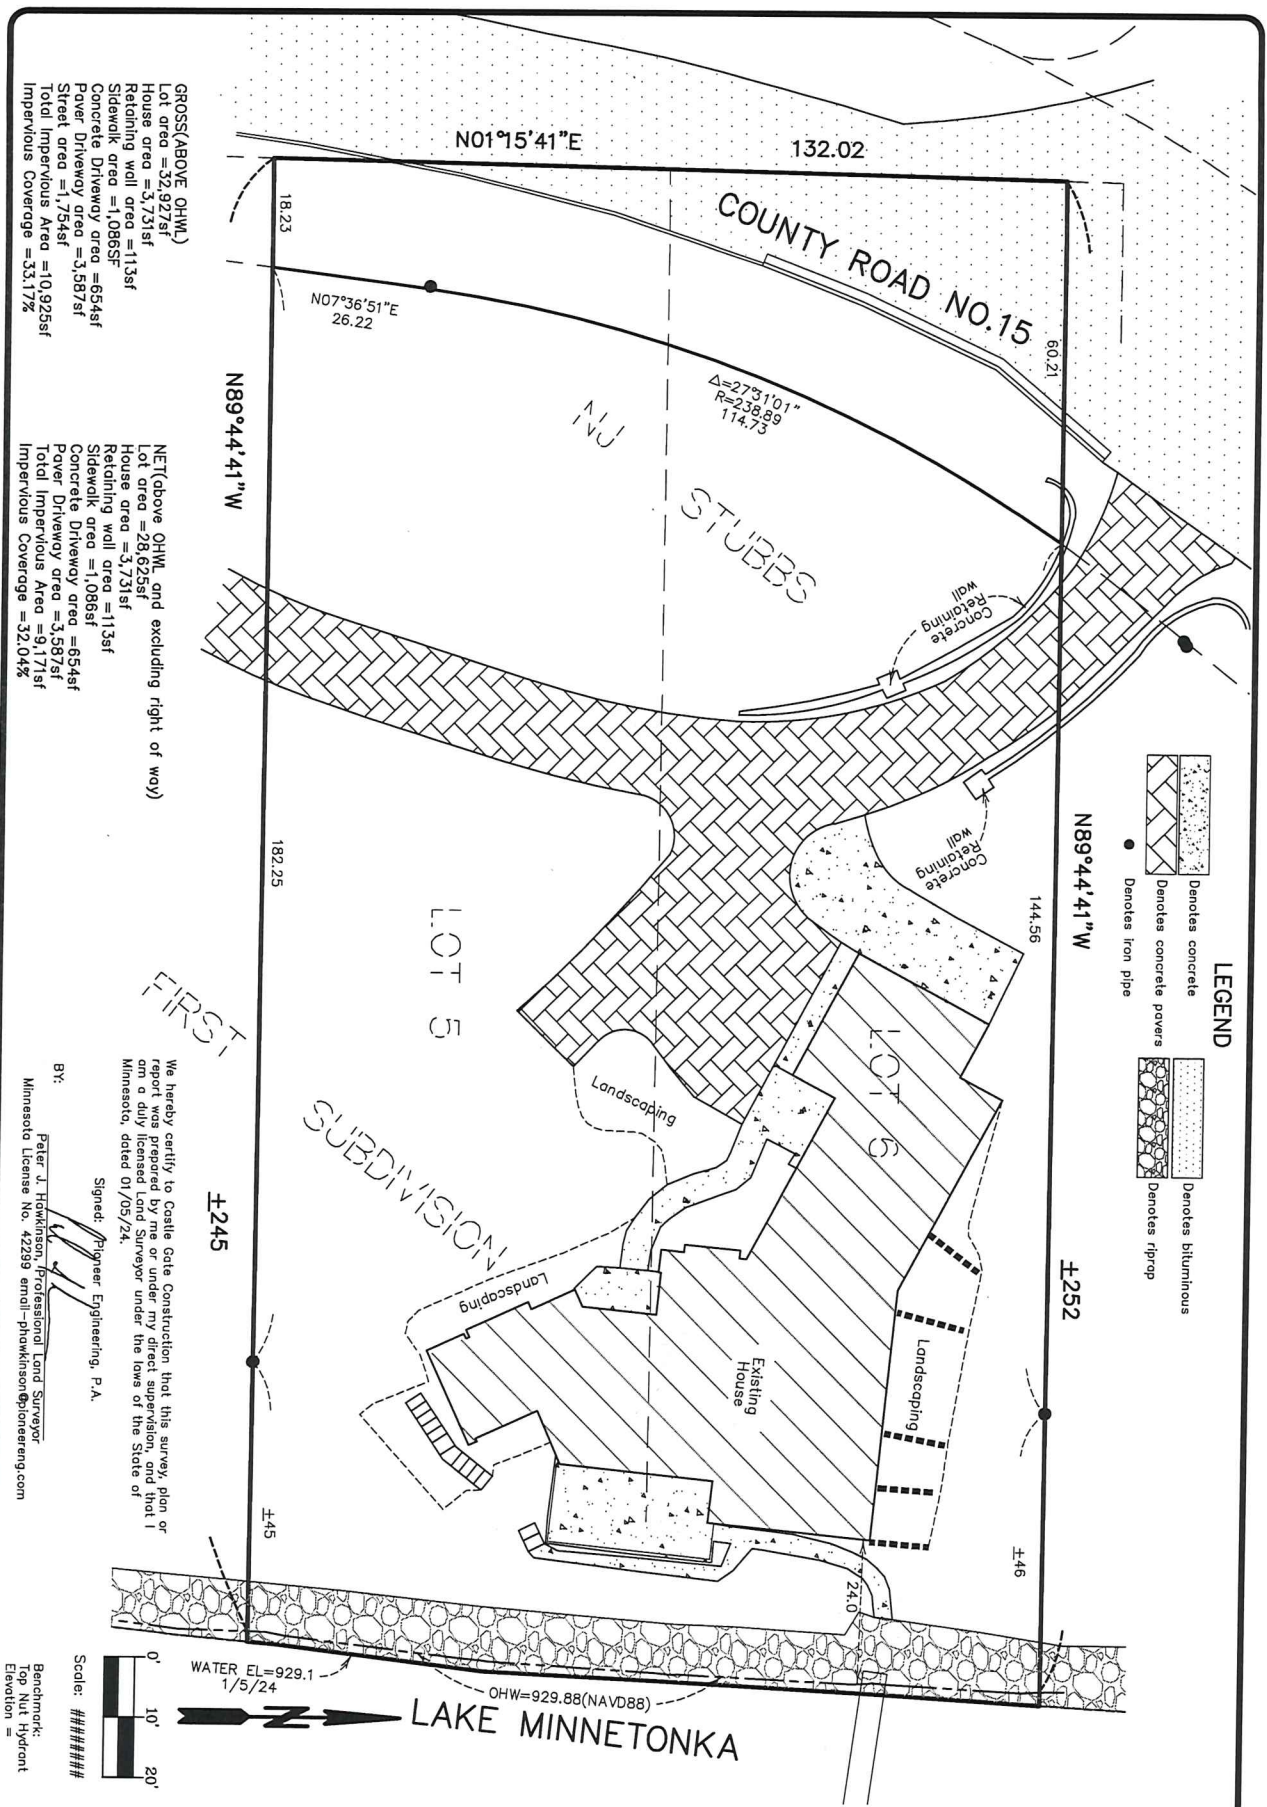 GROSS(ABOVE OHWL)
Lot area =32,927sf
House area =3,731sf
Retaining wall area =113sf
Sidewalk area =1,086SF
Concrete Driveway area =654sf
Paver Driveway area =3,587sf
Street area =1,754sf
Total Impervious Area =10,925sf
Impervious Coverage =33.17%
NET(above OHWL and excluding right of way)
Lot area =28,625sf
House area =3,731sf
Retaining wall area =113sf
Sidewalk area =1,086sf
Concrete Driveway area =654sf
Paver Driveway area =3,587sf
Total Impervious Area =9,171sf
Impervious Coverage =32.04%
N01°15'41"E
132.02
COUNTY ROAD NO.15
18.23
60.21
N07°36'51"E
26.22
Δ=27°31'01"
R=238.89
114.73
N89°44'41"W
NJ
STUBBS
Concrete
Retaining
wall
Concrete
Retaining
wall
LEGEND
Denotes concrete
Denotes concrete pavers
Denotes iron pipe
Denotes bituminous
Denotes riprap
N89°44'41"W
144.56
182.25
LOT 5
LOT 6
FIRST
SUBDIVISION
Landscaping
Landscaping
Landscaping
Existing
House
±245
±252
±45
±46
24.0
We hereby certify to Castle Gate Construction that this survey, plan or
report was prepared by me or under my direct supervision, and that I
am a duly licensed Land Surveyor under the laws of the State of
Minnesota, dated 01/05/24.
Signed: Pioneer Engineering, P.A.
BY:
Peter J. Hawkinson, Professional Land Surveyor
Minnesota License No. 42299 email-phawkinson@pioneereng.com
WATER EL=929.1
1/5/24
OHW=929.88(NAVD88)
LAKE MINNETONKA
N
0'
10'
20'
Scale: ########
Benchmark:
Top Nut Hydrant
Elevation =